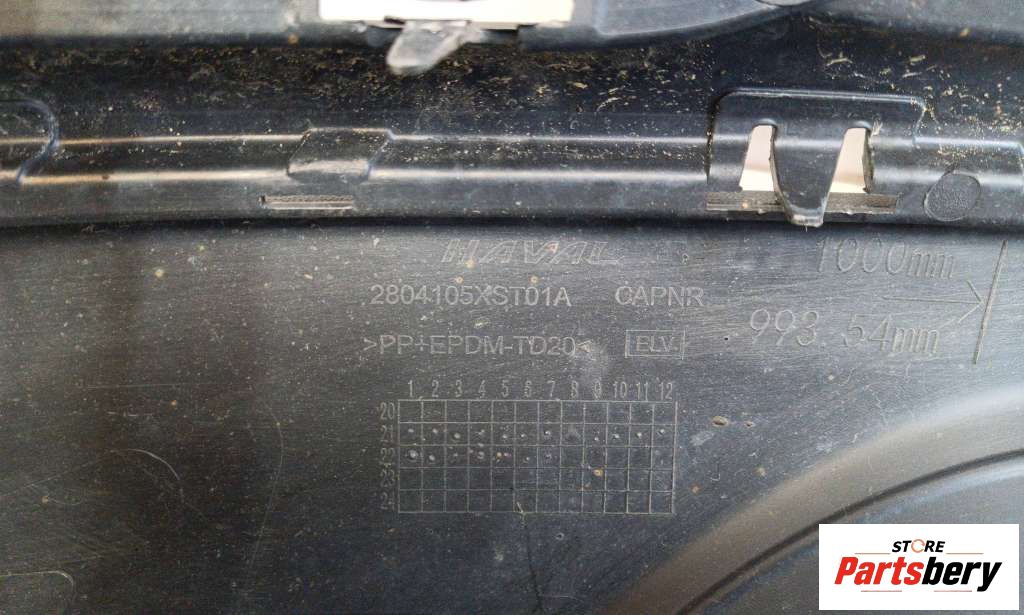 HAVAL
1000mm
2804105XST01A CAPNR
993 54mm
>PP+EPDM-TD20< ELV
1 2 3 4 5 6 7 8 9 10 11 12
20
21
22
23
24
STORE
Partsbery